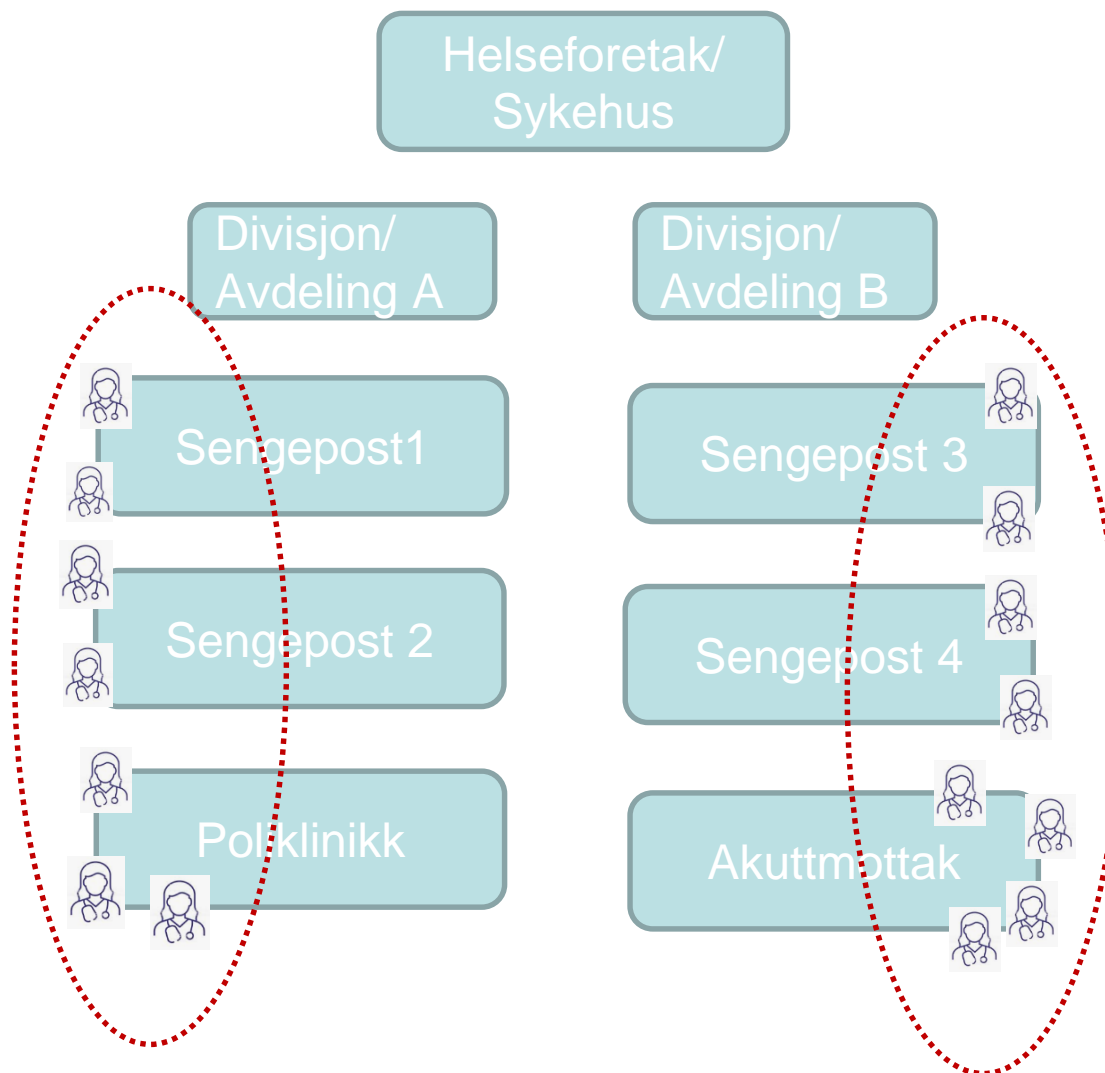 Helseforetak/
Sykehus
Divisjon/
Avdeling A
Divisjon/
Avdeling B
Sengepost1
Sengepost 3
Sengepost 2
Sengepost 4
Poliklinikk
Akuttmottak